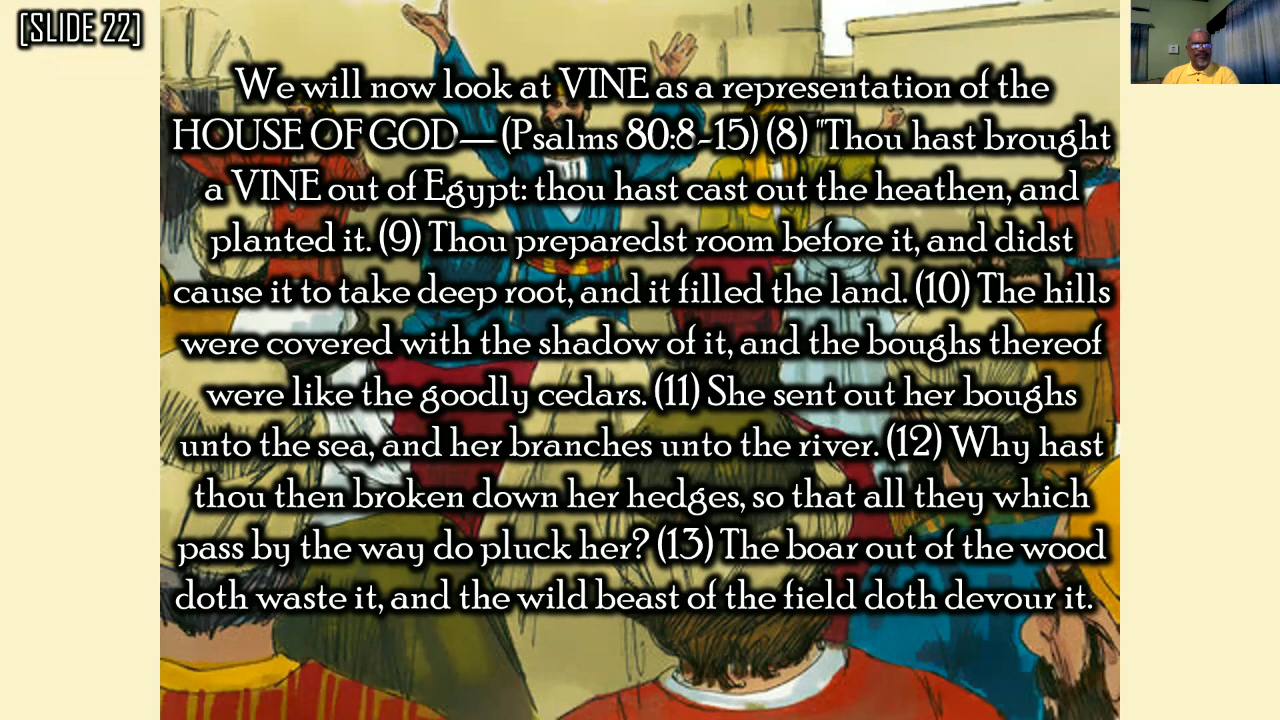 [SLIDE 22]
We will now look at VINE as a representation of the
HOUSE OF GOD—(Psalms 80:8-15) (8) "Thou hast brought
a VINE out of Egypt: thou hast cast out the heathen, and
planted it. (9) Thou preparedst room before it, and didst
cause it to take deep root, and it filled the land. (10) The hills
were covered with the shadow of it, and the boughs thereof
were like the goodly cedars. (11) She sent out her boughs
unto the sea, and her branches unto the river. (12) Why hast
thou then broken down her hedges, so that all they which
pass by the way do pluck her? (13) The boar out of the wood
doth waste it, and the wild beast of the field doth devour it.